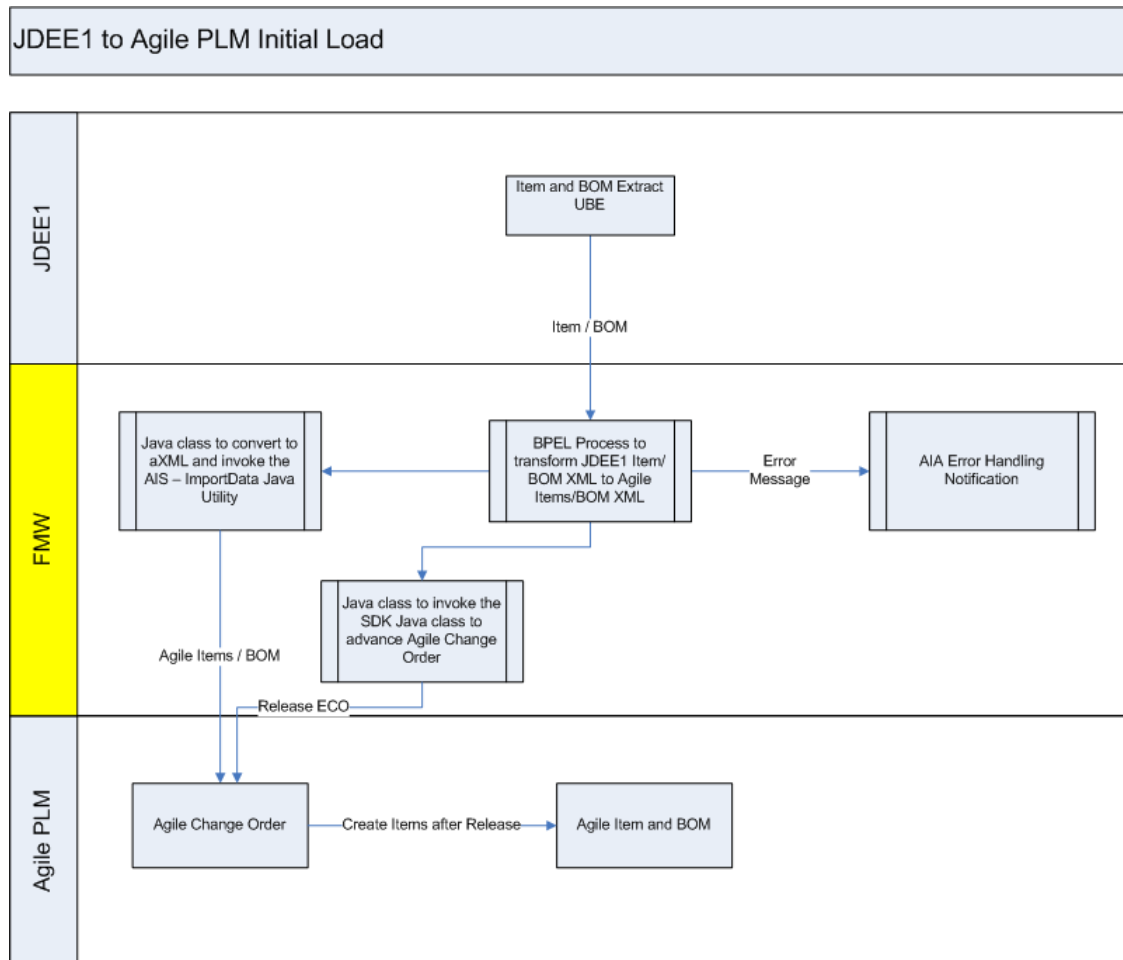 JDEE1 to Agile PLM Initial Load
JDEE1
Item and BOM Extract
UBE
Item / BOM
FMW
Java class to convert to
aXML and invoke the
AIS – ImportData Java
Utility
BPEL Process to
transform JDEE1 Item/
BOM XML to Agile
Items/BOM XML
Error
Message
AIA Error Handling
Notification
Java class to invoke the
SDK Java class to
advance Agile Change
Order
Agile Items / BOM
Release ECO
Agile PLM
Agile Change Order
Create Items after Release
Agile Item and BOM